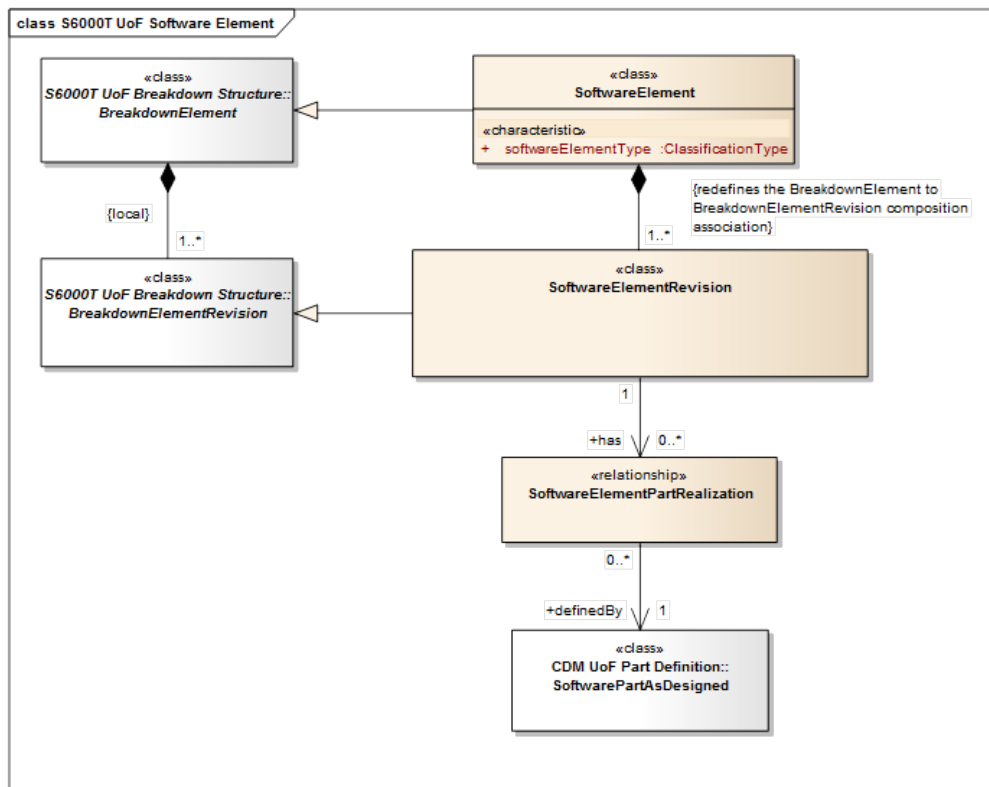 class S6000T UoF Software Element
«class»
S6000T UoF Breakdown Structure::
BreakdownElement
«class»
SoftwareElement
«characteristic»
+ softwareElementType :ClassificationType
{local}
1..*
{redefines the BreakdownElement to
BreakdownElementRevision composition
association}
1..*
«class»
S6000T UoF Breakdown Structure::
BreakdownElementRevision
«class»
SoftwareElementRevision
1
+has
0..*
«relationship»
SoftwareElementPartRealization
0..*
+definedBy
1
«class»
CDM UoF Part Definition::
SoftwarePartAsDesigned